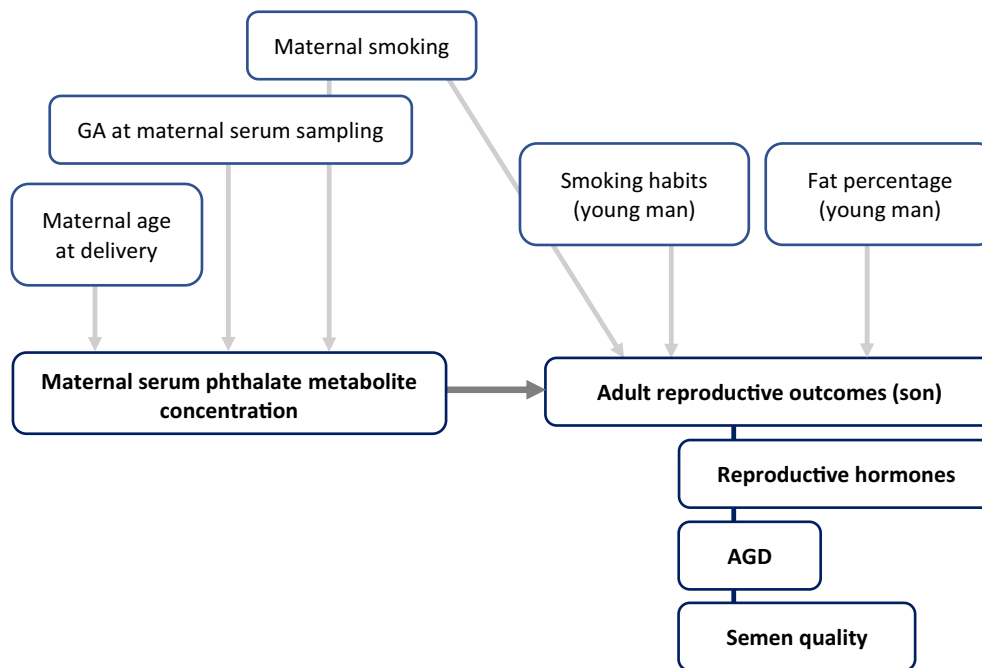 Maternal smoking
GA at maternal serum sampling
Maternal age
at delivery
Smoking habits
(young man)
Fat percentage
(young man)
Maternal serum phthalate metabolite
concentration
Adult reproductive outcomes (son)
Reproductive hormones
AGD
Semen quality